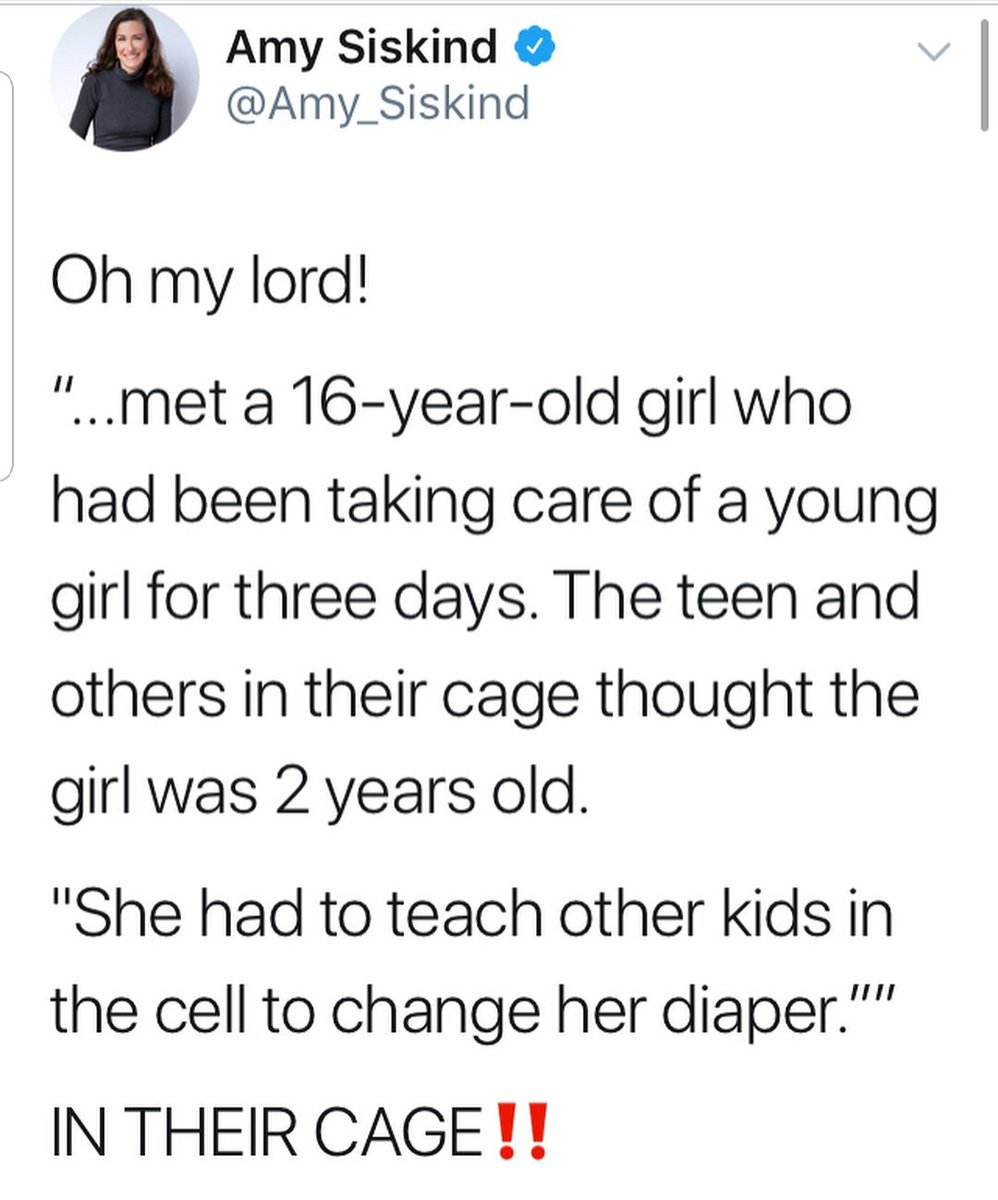 Amy Siskind
@Amy_Siskind
Oh my lord!
“...met a 16-year-old girl who
had been taking care of a young
girl for three days. The teen and
others in their cage thought the
girl was 2 years old.
"She had to teach other kids in
the cell to change her diaper.””
IN THEIR CAGE‼️